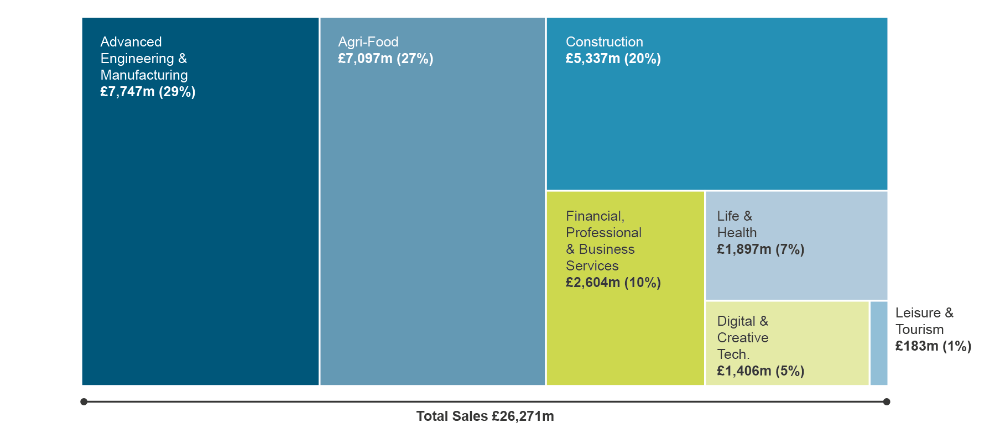 Advanced
Engineering &
Manufacturing
£7,747m (29%)
Agri-Food
£7,097m (27%)
Construction
£5,337m (20%)
Financial,
Professional
& Business
Services
£2,604m (10%)
Life &
Health
£1,897m (7%)
Digital &
Creative
Tech.
£1,406m (5%)
Leisure &
Tourism
£183m (1%)
Total Sales £26,271m